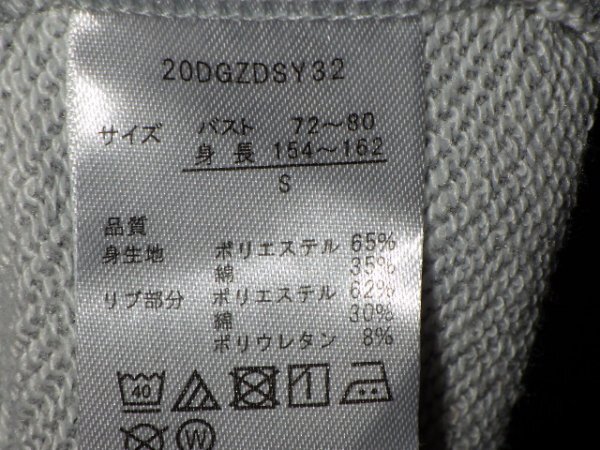 20DGZDSY32
サイズ バスト 72～80
身長 154～162
S
品質
身生地 ポリエステル 65%
綿 35%
リブ部分 ポリエステル 62%
綿 30%
ポリウレタン 8%
40
W